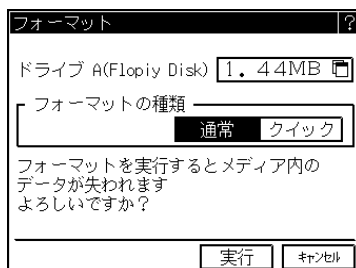 フォーマット ?
ドライブ A(Flopiy Disk) 1．44MB
フォーマットの種類
通常 クイック
フォーマットを実行するとメディア内の
データが失われます
よろしいですか？
実行 ｷｬﾝｾﾙ